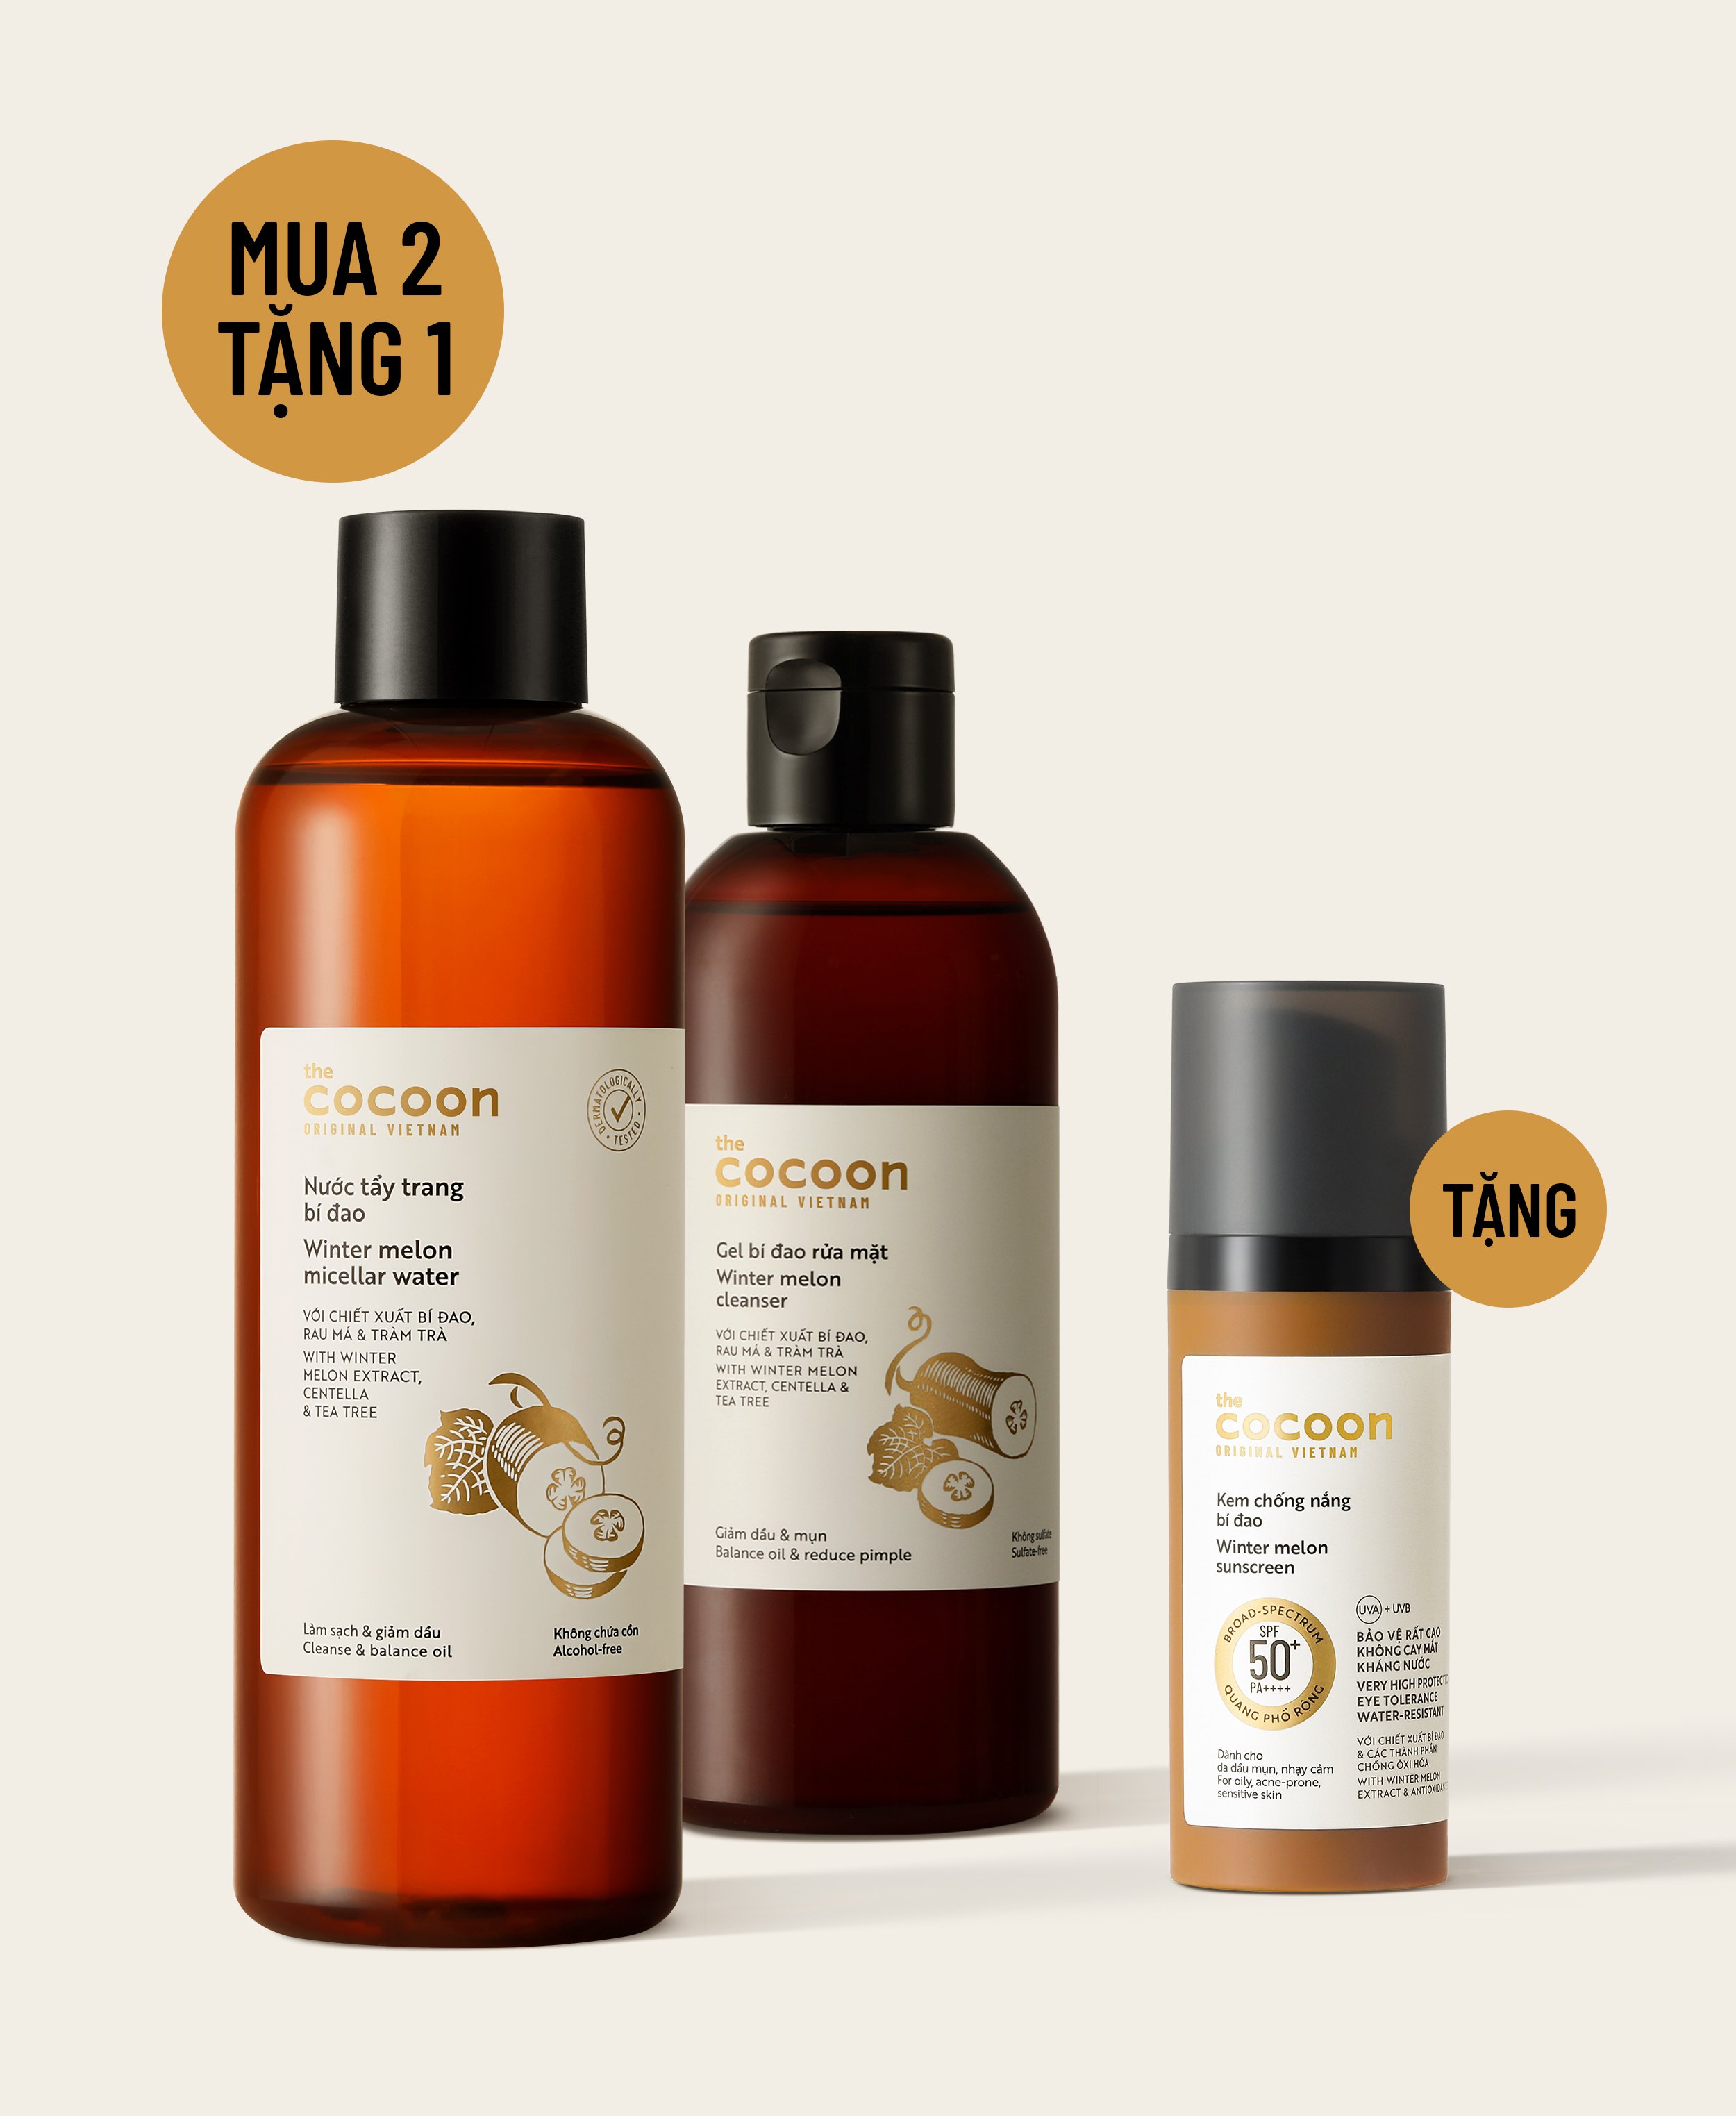 MUA 2
TẶNG 1
the
cocoon
ORIGINAL VIETNAM
DERMATOLOGICALLY
TESTED
Nước tẩy trang
bí đao
Winter melon
micellar water
VỚI CHIẾT XUẤT BÍ ĐAO,
RAU MÁ & TRÀM TRÀ
WITH WINTER
MELON EXTRACT,
CENTELLA
& TEA TREE
Làm sạch & giảm dầu
Cleanse & balance oil
Không chứa cồn
Alcohol-free
the
cocoon
ORIGINAL VIETNAM
Gel bí đao rửa mặt
Winter melon
cleanser
VỚI CHIẾT XUẤT BÍ ĐAO,
RAU MÁ & TRÀM TRÀ
WITH WINTER MELON
EXTRACT, CENTELLA &
TEA TREE
Giảm dầu & mụn
Balance oil & reduce pimple
Không sulfate
Sulfate-free
TẶNG
the
cocoon
ORIGINAL VIETNAM
Kem chống nắng
bí đao
Winter melon
sunscreen
BROAD-SPECTRUM
SPF
50+
PA++++
QUANG PHỔ RỘNG
UVA + UVB
BẢO VỆ RẤT CAO
KHÔNG CAY MẮT
KHÁNG NƯỚC
VERY HIGH PROTECTI
EYE TOLERANCE
WATER-RESISTANT
VỚI CHIẾT XUẤT BÍ ĐAO
& CÁC THÀNH PHẦN
CHỐNG ÔXI HÓA
WITH WINTER MELON
EXTRACT & ANTIOXIDANT
Dành cho
da dầu mụn, nhạy cảm
For oily, acne-prone,
sensitive skin